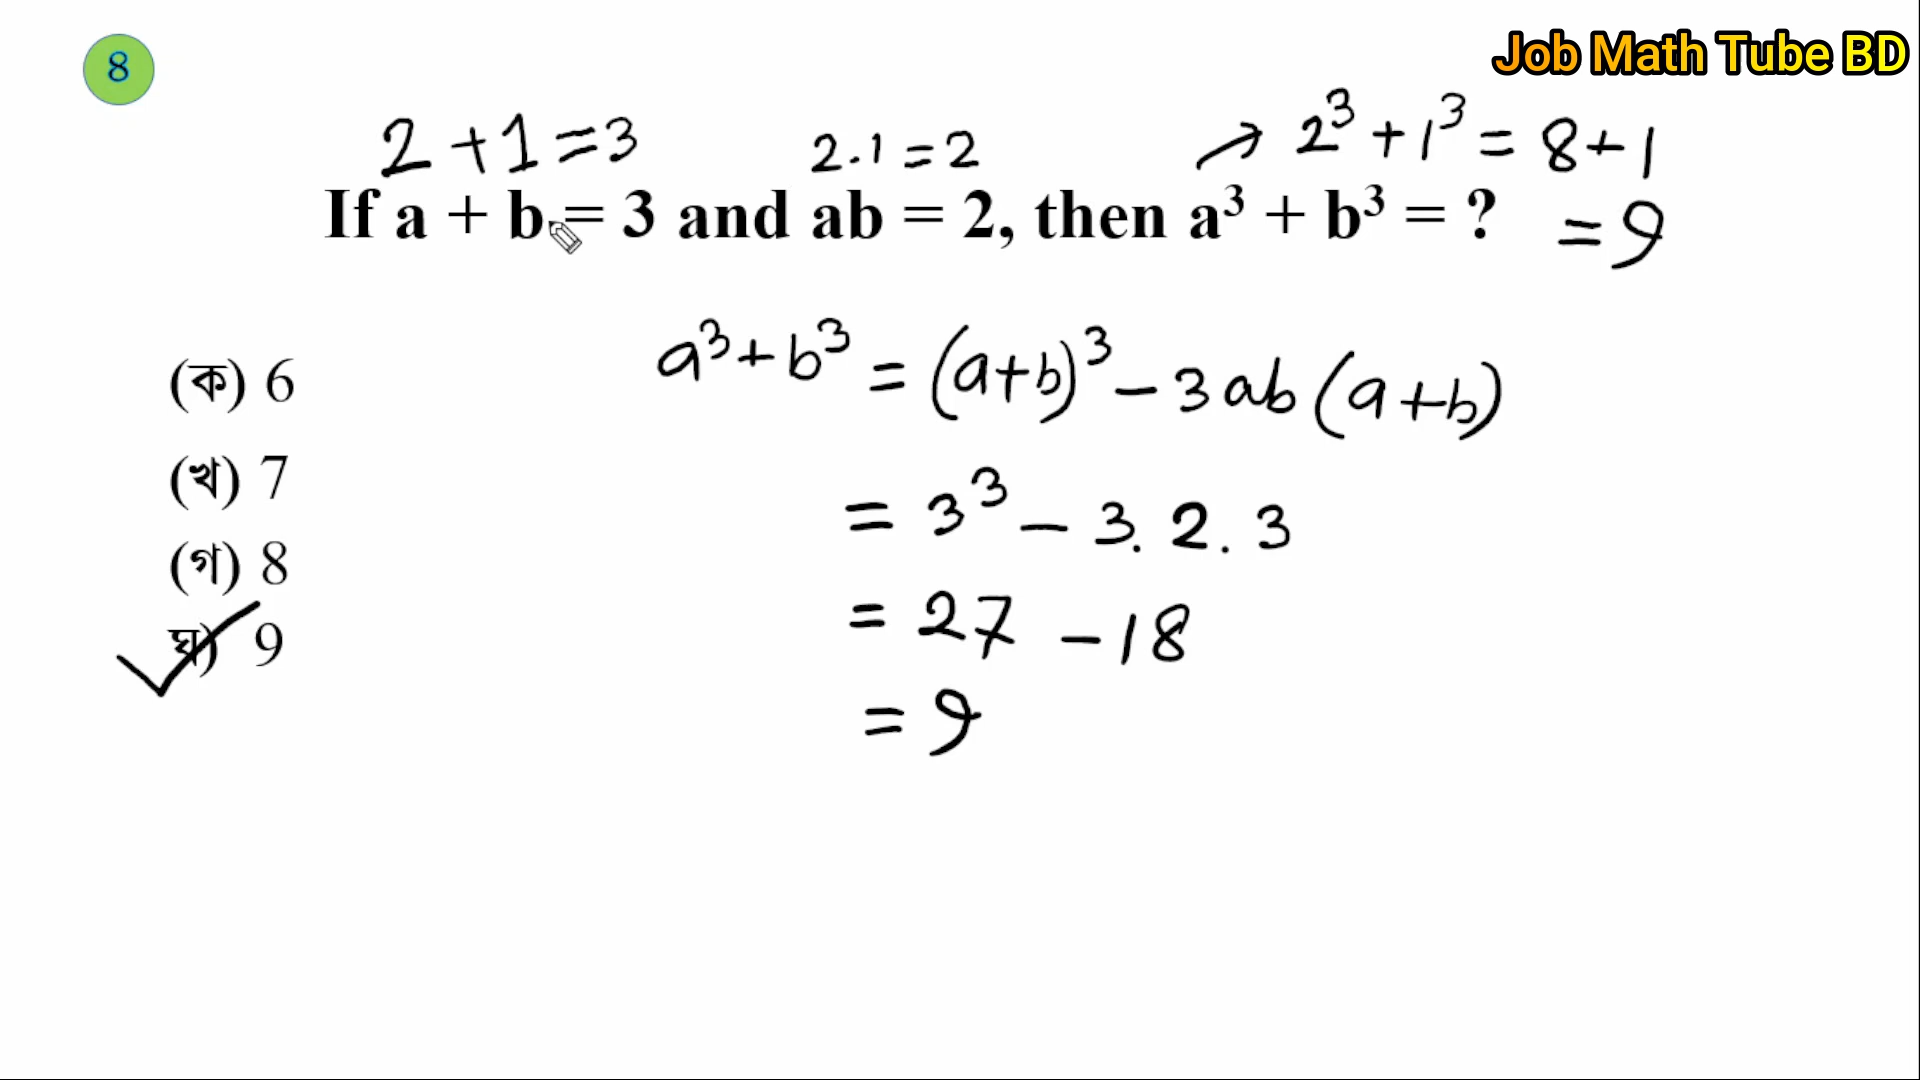 8
Job Math Tube BD
2 + 1 = 3 2.1 = 2 → 2³ + 1³ = 8 + 1
If a + b = 3 and ab = 2, then a³ + b³ = ? = 9
a³ + b³ = (a+b)³ - 3ab(a+b)
(ক) 6
(খ) 7
= 3³ - 3.2.3
(গ) 8
= 27 - 18
ঘ) 9
= 9